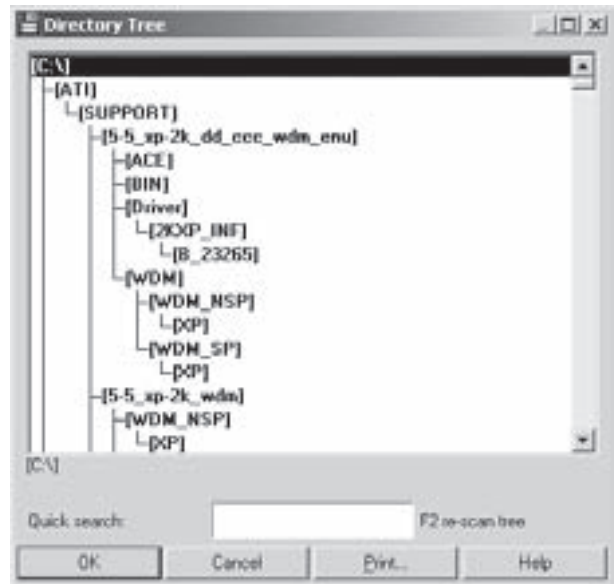 Directory Tree
[C:\]
[ATI]
[SUPPORT]
[5-5_xp-2k_dd_ccc_wdm_enu]
[ACE]
[BIN]
[Driver]
[2KXP_INF]
[B_23265]
[WDM]
[WDM_NSP]
[XP]
[WDM_SP]
[XP]
[5-5_xp-2k_wdm]
[WDM_NSP]
[XP]
[C:\]
Quick search: F2 re-scan tree
OK Cancel Print... Help